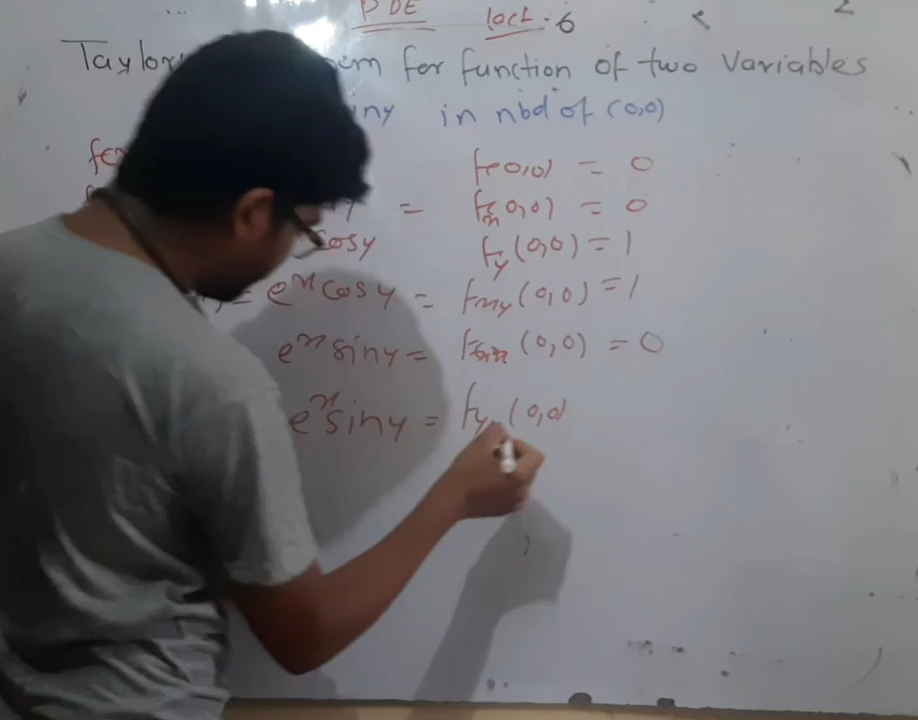 PDE lect. 6
Taylor for function of two Variables
iny in nbd of (0,0)
f(0,0) = 0
y = fx(0,0) = 0
cosy fy(0,0) = 1
= e^x cosy = fxy(0,0) = 1
e^x siny = fxx(0,0) = 0
e^x siny = fy (0,0)